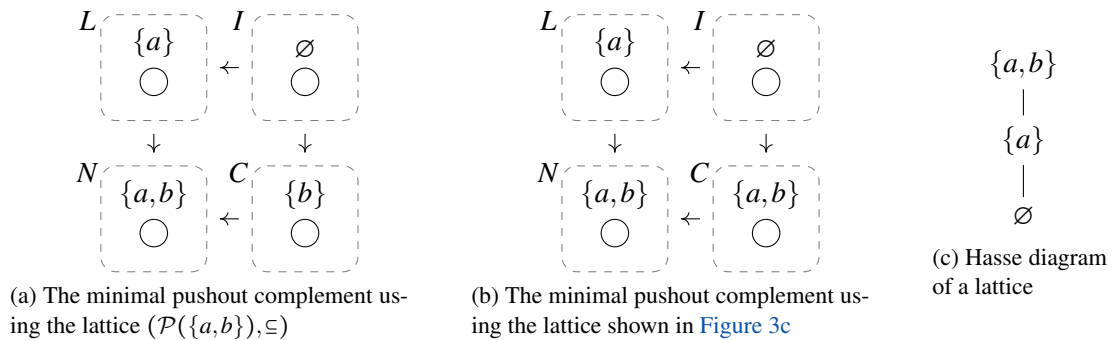 L {a} I ∅
N {a,b} C {b}
(a) The minimal pushout complement us-
ing the lattice (𝒫({a,b}),⊆)
L {a} I ∅
N {a,b} C {a,b}
(b) The minimal pushout complement us-
ing the lattice shown in Figure 3c
{a,b}
{a}
∅
(c) Hasse diagram
of a lattice